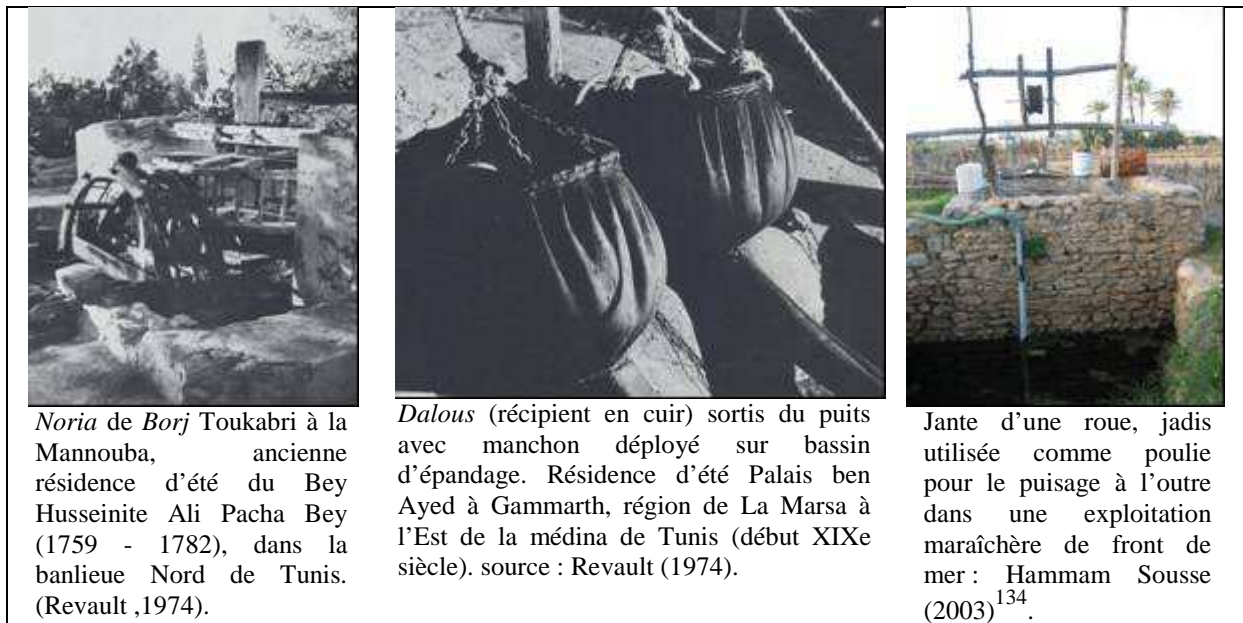 Noria de Borj Toukabri à la
Mannouba, ancienne
résidence d'été du Bey
Husseinite Ali Pacha Bey
(1759 - 1782), dans la
banlieue Nord de Tunis.
(Revault ,1974).
Dalous (récipient en cuir) sortis du puits
avec manchon déployé sur bassin
d'épandage. Résidence d'été Palais ben
Ayed à Gammarth, région de La Marsa à
l'Est de la médina de Tunis (début XIXe
siècle). source : Revault (1974).
Jante d'une roue, jadis
utilisée comme poulie
pour le puisage à l'outre
dans une exploitation
maraîchère de front de
mer : Hammam Sousse
(2003)134.